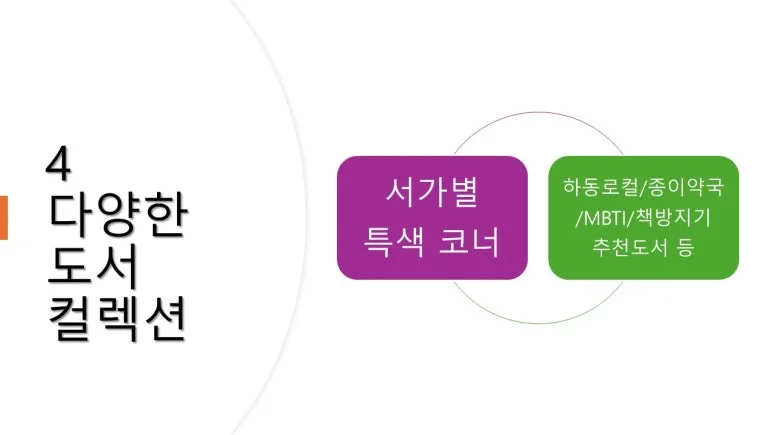 4
다양한
도서
컬렉션
서가별
특색 코너
하동로컬/종이약국
/MBTI/책방지기
추천도서 등